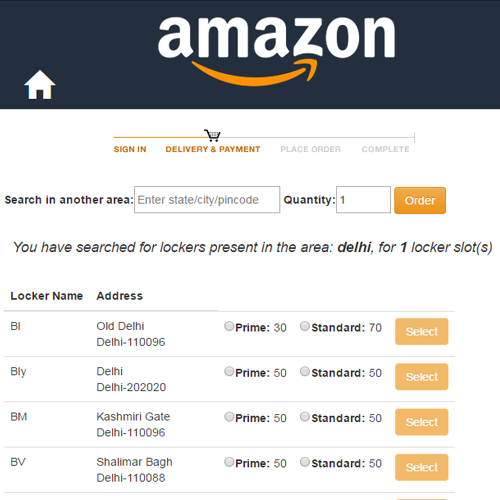 amazon
SIGN IN DELIVERY & PAYMENT PLACE ORDER COMPLETE
Search in another area: Enter state/city/pincode Quantity: 1 Order
You have searched for lockers present in the area: delhi, for 1 locker slot(s)
Locker Name Address
BI Old Delhi Prime: 30 Standard: 70 Select
Delhi-110096
Bly Delhi Prime: 50 Standard: 50 Select
Delhi-202020
BM Kashmiri Gate Prime: 50 Standard: 50 Select
Delhi-110096
BV Shalimar Bagh Prime: 50 Standard: 50 Select
Delhi-110088